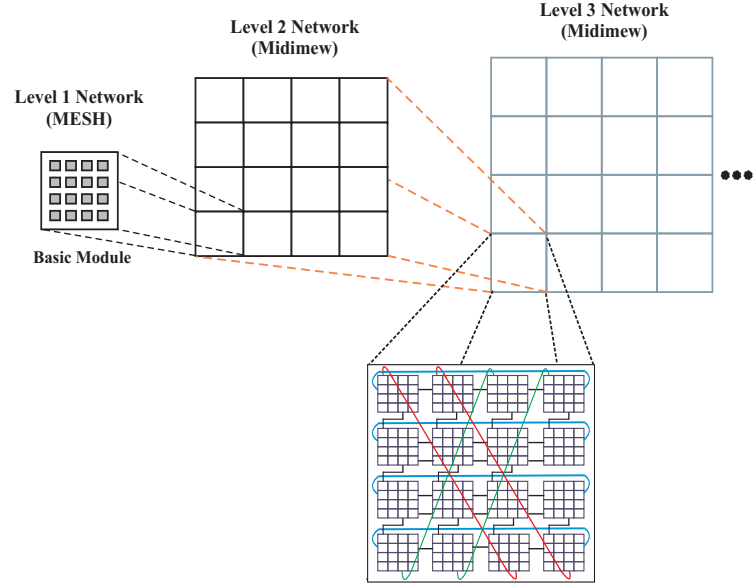 Level 1 Network
(MESH)
Basic Module
Level 2 Network
(Midimew)
Level 3 Network
(Midimew)